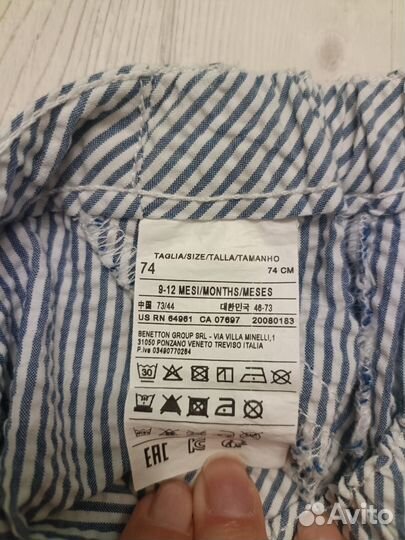 TAGLIA/SIZE/TALLA/TAMANHO
74 74 CM
9-12 MESI/MONTHS/MESES
中国 73/44 대한민국 48-73
US RN 64961 CA 07697 20080183
BENETTON GROUP SRL - VIA VILLA MINELLI,1
31050 PONZANO VENETO TREVISO ITALIA
P.iva 03490770264
30
EAC
Avito